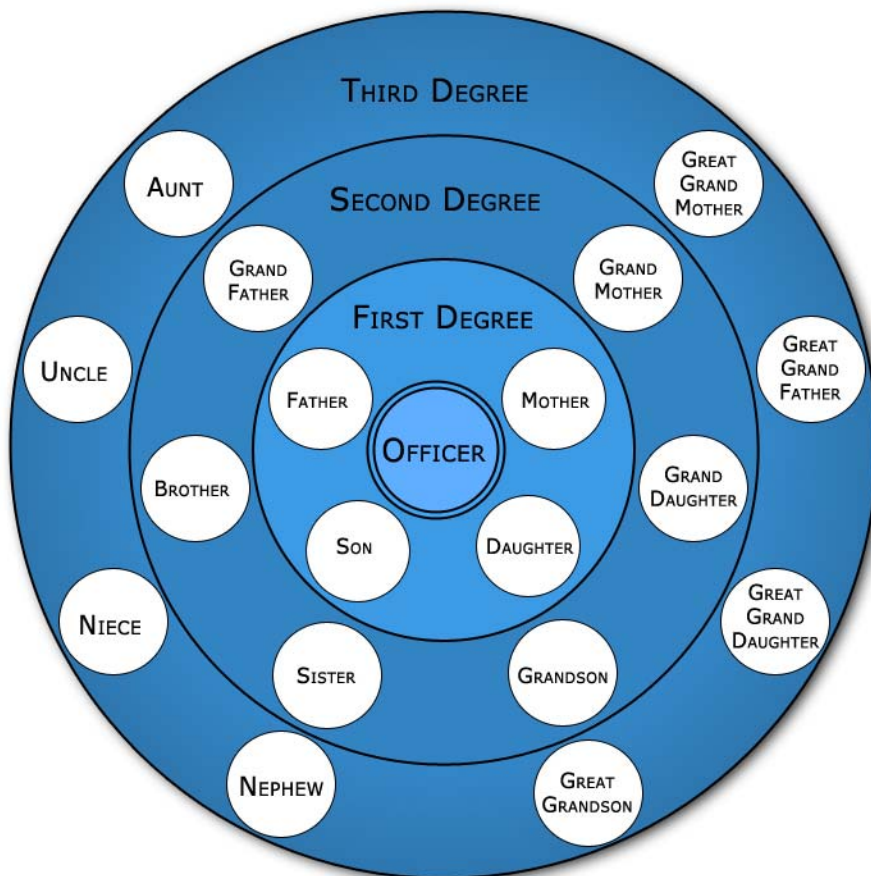 Third Degree
Aunt
Great
Grand
Mother
Second Degree
Grand
Father
Grand
Mother
First Degree
Uncle
Great
Grand
Father
Father
Mother
Officer
Brother
Grand
Daughter
Son
Daughter
Niece
Great
Grand
Daughter
Sister
Grandson
Nephew
Great
Grandson